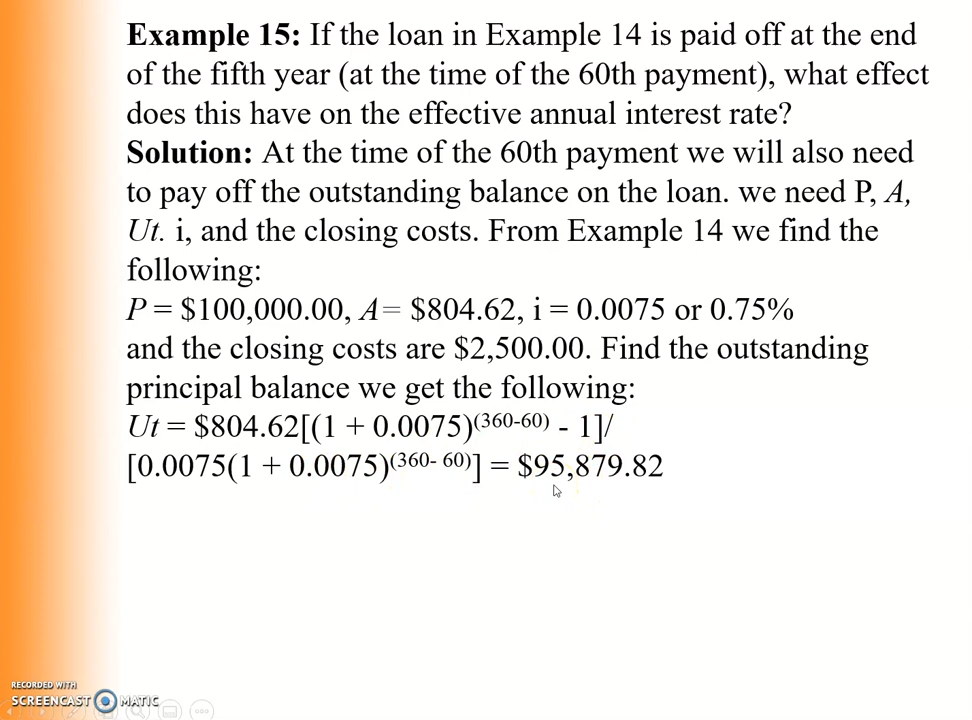 Example 15: If the loan in Example 14 is paid off at the end
of the fifth year (at the time of the 60th payment), what effect
does this have on the effective annual interest rate?
Solution: At the time of the 60th payment we will also need
to pay off the outstanding balance on the loan. we need P, A,
Ut. i, and the closing costs. From Example 14 we find the
following:
P = $100,000.00, A= $804.62, i = 0.0075 or 0.75%
and the closing costs are $2,500.00. Find the outstanding
principal balance we get the following:
Ut = $804.62[(1 + 0.0075)^(360-60) - 1]/
[0.0075(1 + 0.0075)^(360- 60)] = $95,879.82
RECORDED WITH
SCREENCAST MATIC